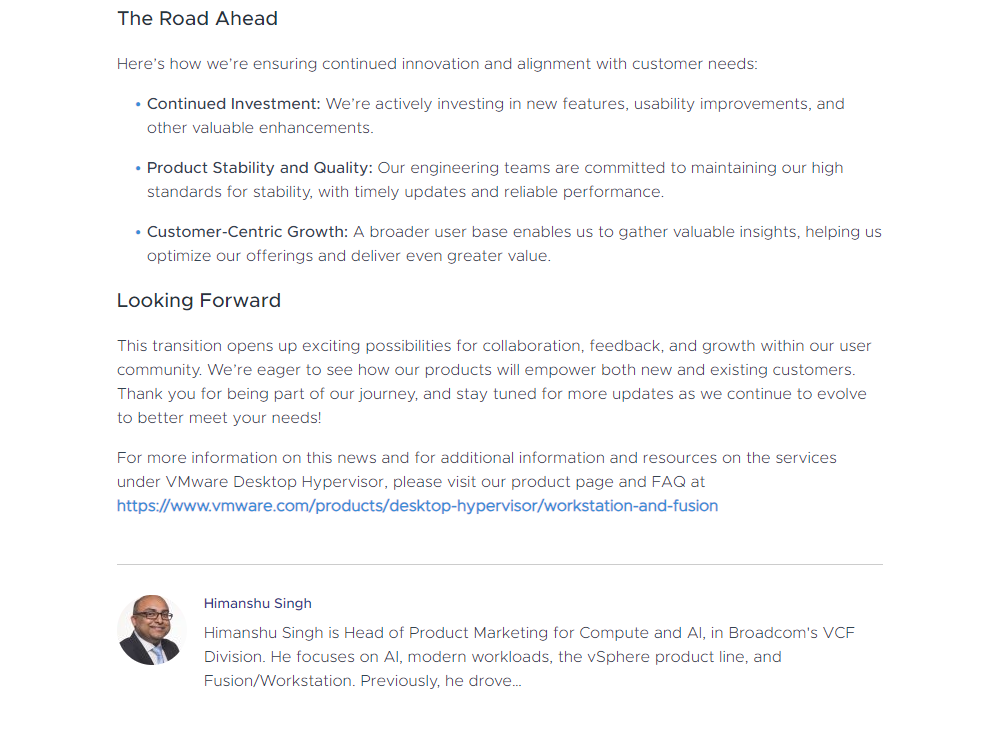 The Road Ahead
Here’s how we’re ensuring continued innovation and alignment with customer needs:
• Continued Investment: We’re actively investing in new features, usability improvements, and
other valuable enhancements.
• Product Stability and Quality: Our engineering teams are committed to maintaining our high
standards for stability, with timely updates and reliable performance.
• Customer-Centric Growth: A broader user base enables us to gather valuable insights, helping us
optimize our offerings and deliver even greater value.
Looking Forward
This transition opens up exciting possibilities for collaboration, feedback, and growth within our user
community. We’re eager to see how our products will empower both new and existing customers.
Thank you for being part of our journey, and stay tuned for more updates as we continue to evolve
to better meet your needs!
For more information on this news and for additional information and resources on the services
under VMware Desktop Hypervisor, please visit our product page and FAQ at
https://www.vmware.com/products/desktop-hypervisor/workstation-and-fusion
Himanshu Singh
Himanshu Singh is Head of Product Marketing for Compute and AI, in Broadcom's VCF
Division. He focuses on AI, modern workloads, the vSphere product line, and
Fusion/Workstation. Previously, he drove...